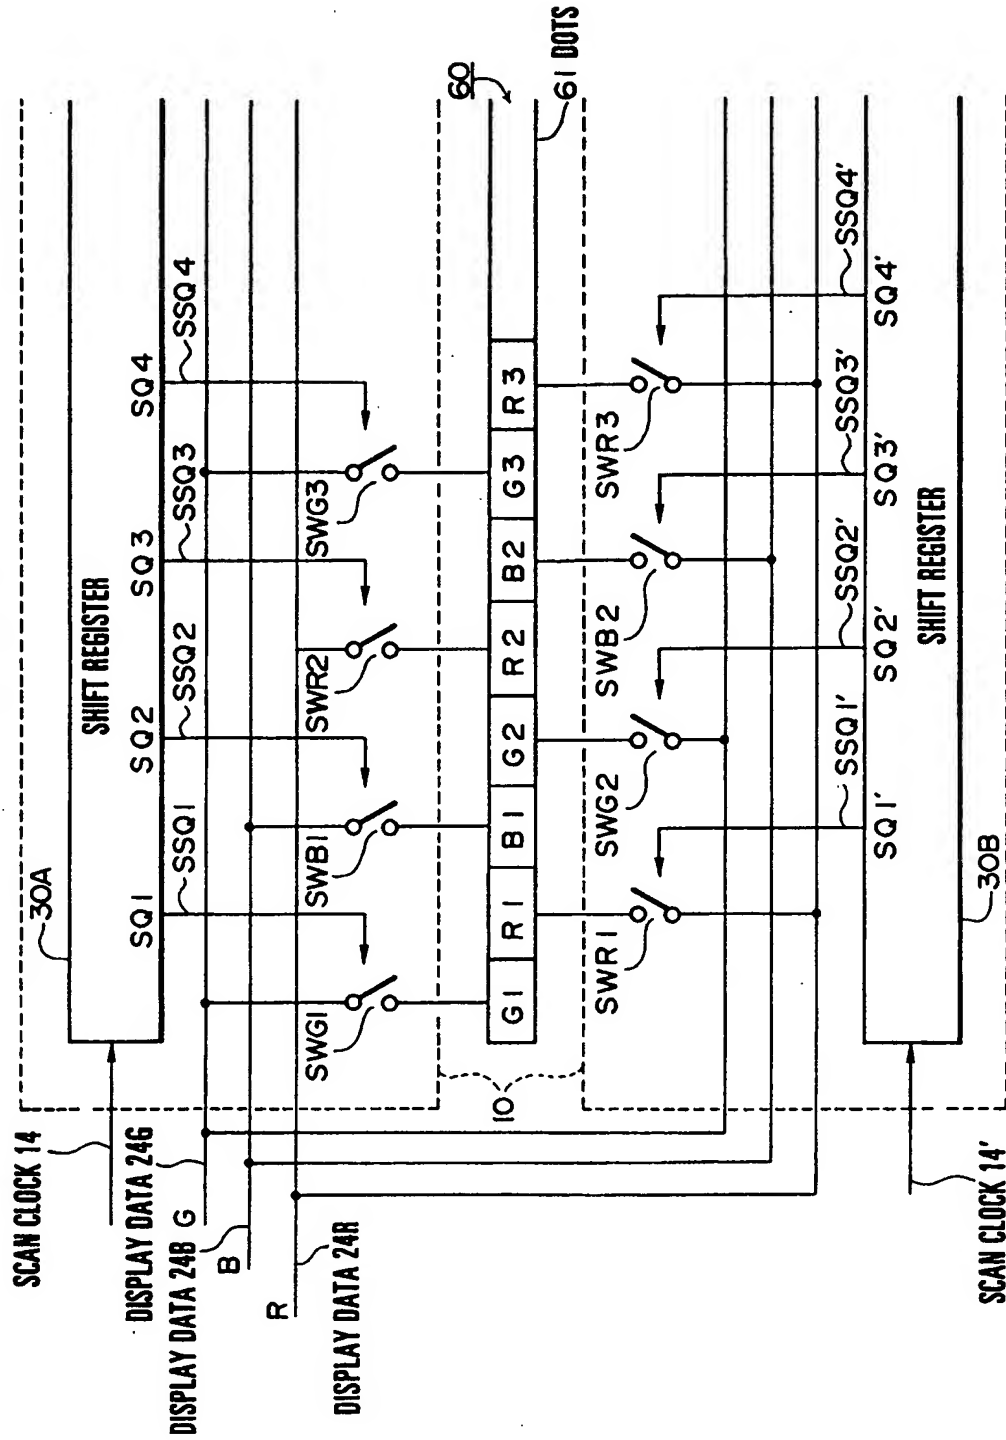 30A
SHIFT REGISTER
SCAN CLOCK 14
SQ1 SQ2 SQ3 SQ4
SSQ1 SSQ2 SSQ3 SSQ4
DISPLAY DATA 24G
G
DISPLAY DATA 24B
B
R
DISPLAY DATA 24R
SWG1 SWB1 SWR2 SWG3
60
10
G1 R1 B1 G2 R2 B2 G3 R3
61 DOTS
SWR1 SWG2 SWB2 SWR3
SSQ1' SSQ2' SSQ3' SSQ4'
SQ1' SQ2' SQ3' SQ4'
SHIFT REGISTER
30B
SCAN CLOCK 14'